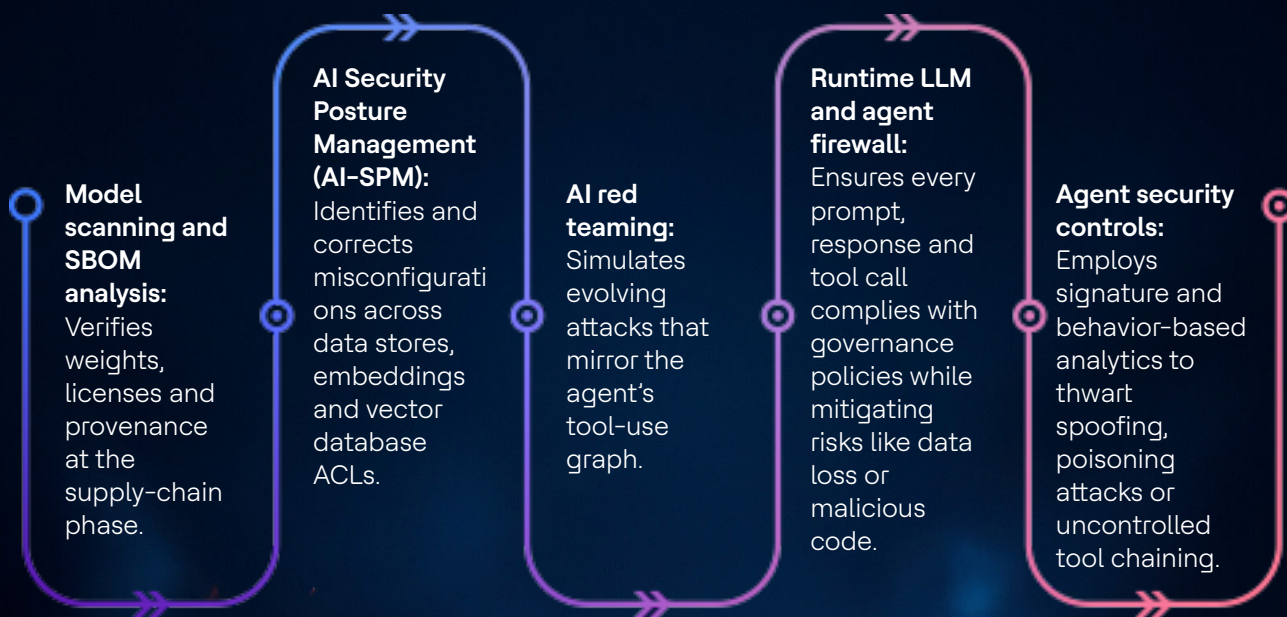 Model
scanning and
SBOM
analysis:
Verifies
weights,
licenses and
provenance
at the
supply-chain
phase.
AI Security
Posture
Management
(AI-SPM):
Identifies and
corrects
misconfigurati
ons across
data stores,
embeddings
and vector
database
ACLs.
AI red
teaming:
Simulates
evolving
attacks that
mirror the
agent’s
tool-use
graph.
Runtime LLM
and agent
firewall:
Ensures every
prompt,
response and
tool call
complies with
governance
policies while
mitigating
risks like data
loss or
malicious
code.
Agent security
controls:
Employs
signature and
behavior-based
analytics to
thwart
spoofing,
poisoning
attacks or
uncontrolled
tool chaining.